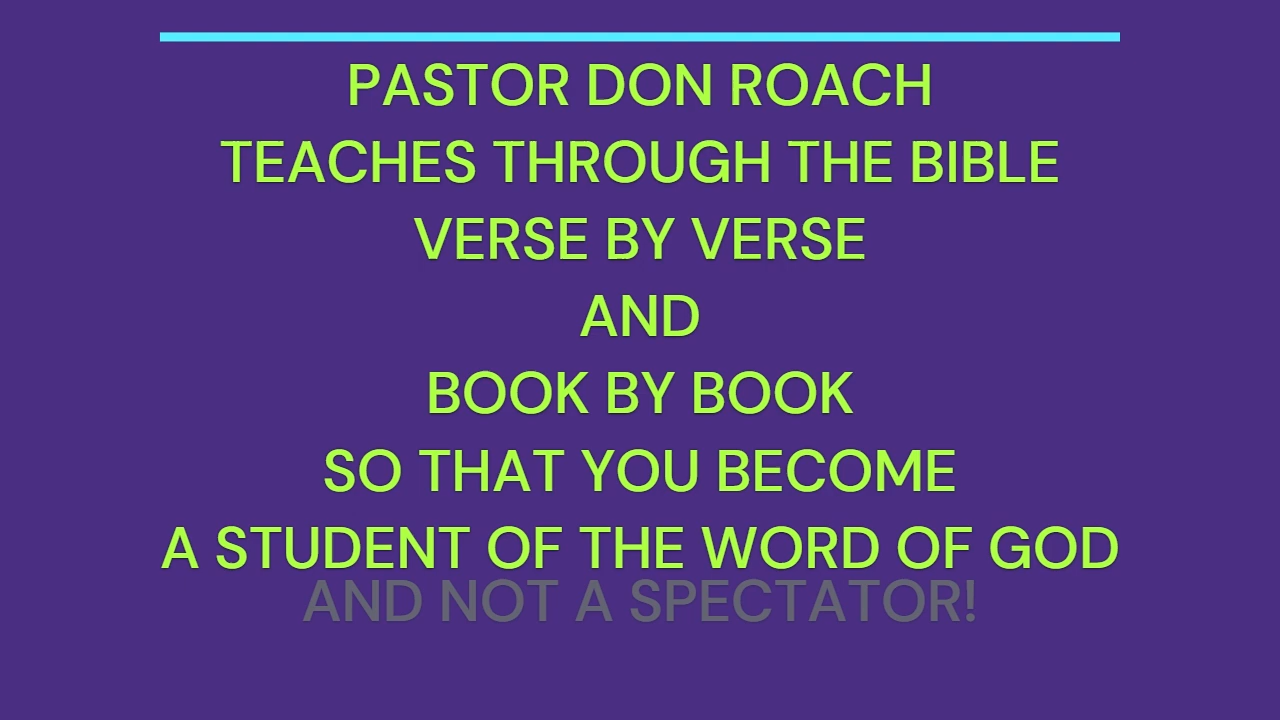 PASTOR DON ROACH
TEACHES THROUGH THE BIBLE
VERSE BY VERSE
AND
BOOK BY BOOK
SO THAT YOU BECOME
A STUDENT OF THE WORD OF GOD
AND NOT A SPECTATOR!